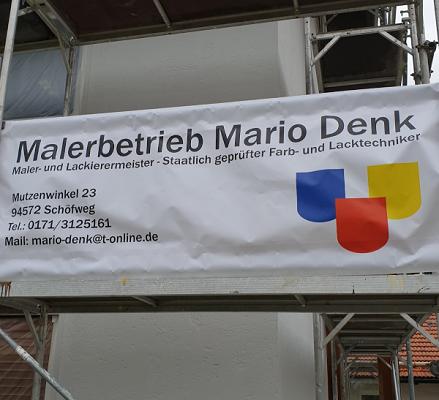 Malerbetrieb Mario Denk
Maler- und Lackierermeister - Staatlich geprüfter Farb- und Lacktechniker
Mutzenwinkel 23
94572 Schöfweg
Tel.: 0171/3125161
Mail: mario-denk@t-online.de